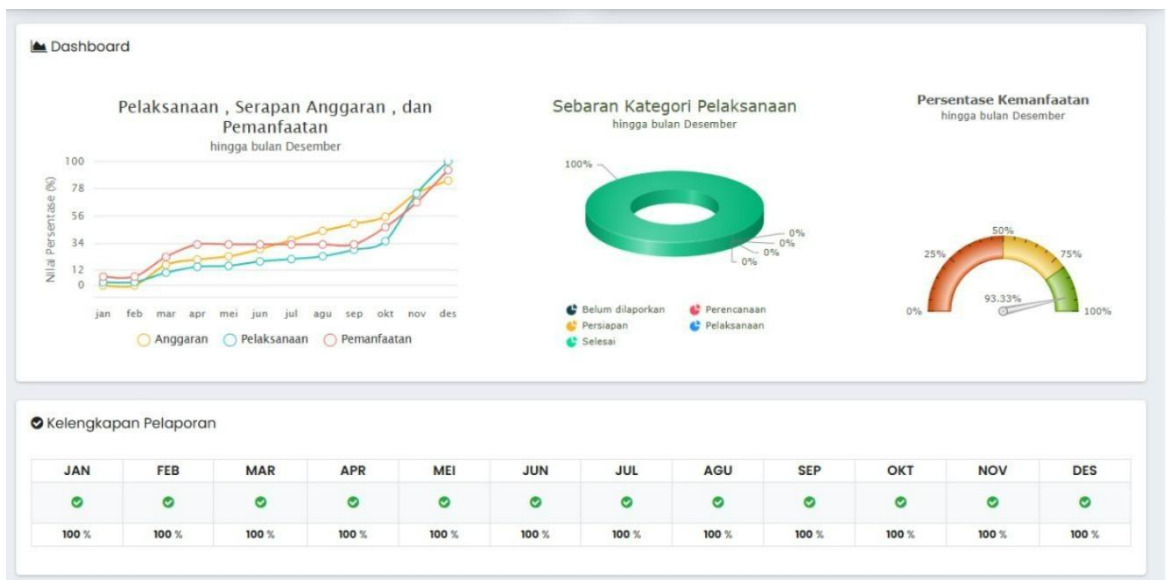 Dashboard
Pelaksanaan , Serapan Anggaran , dan
Pemanfaatan
hingga bulan Desember
Nilai Persentase (%)
100
78
56
34
12
0
jan feb mar apr mei jun jul agu sep okt nov des
Anggaran Pelaksanaan Pemanfaatan
Sebaran Kategori Pelaksanaan
hingga bulan Desember
100%
0%
0%
0%
0%
Belum dilaporkan Perencanaan
Persiapan Pelaksanaan
Selesai
Persentase Kemanfaatan
hingga bulan Desember
50%
25% 75%
93.33%
0% 100%
Kelengkapan Pelaporan
JAN FEB MAR APR MEI JUN JUL AGU SEP OKT NOV DES
100 % 100 % 100 % 100 % 100 % 100 % 100 % 100 % 100 % 100 % 100 % 100 %